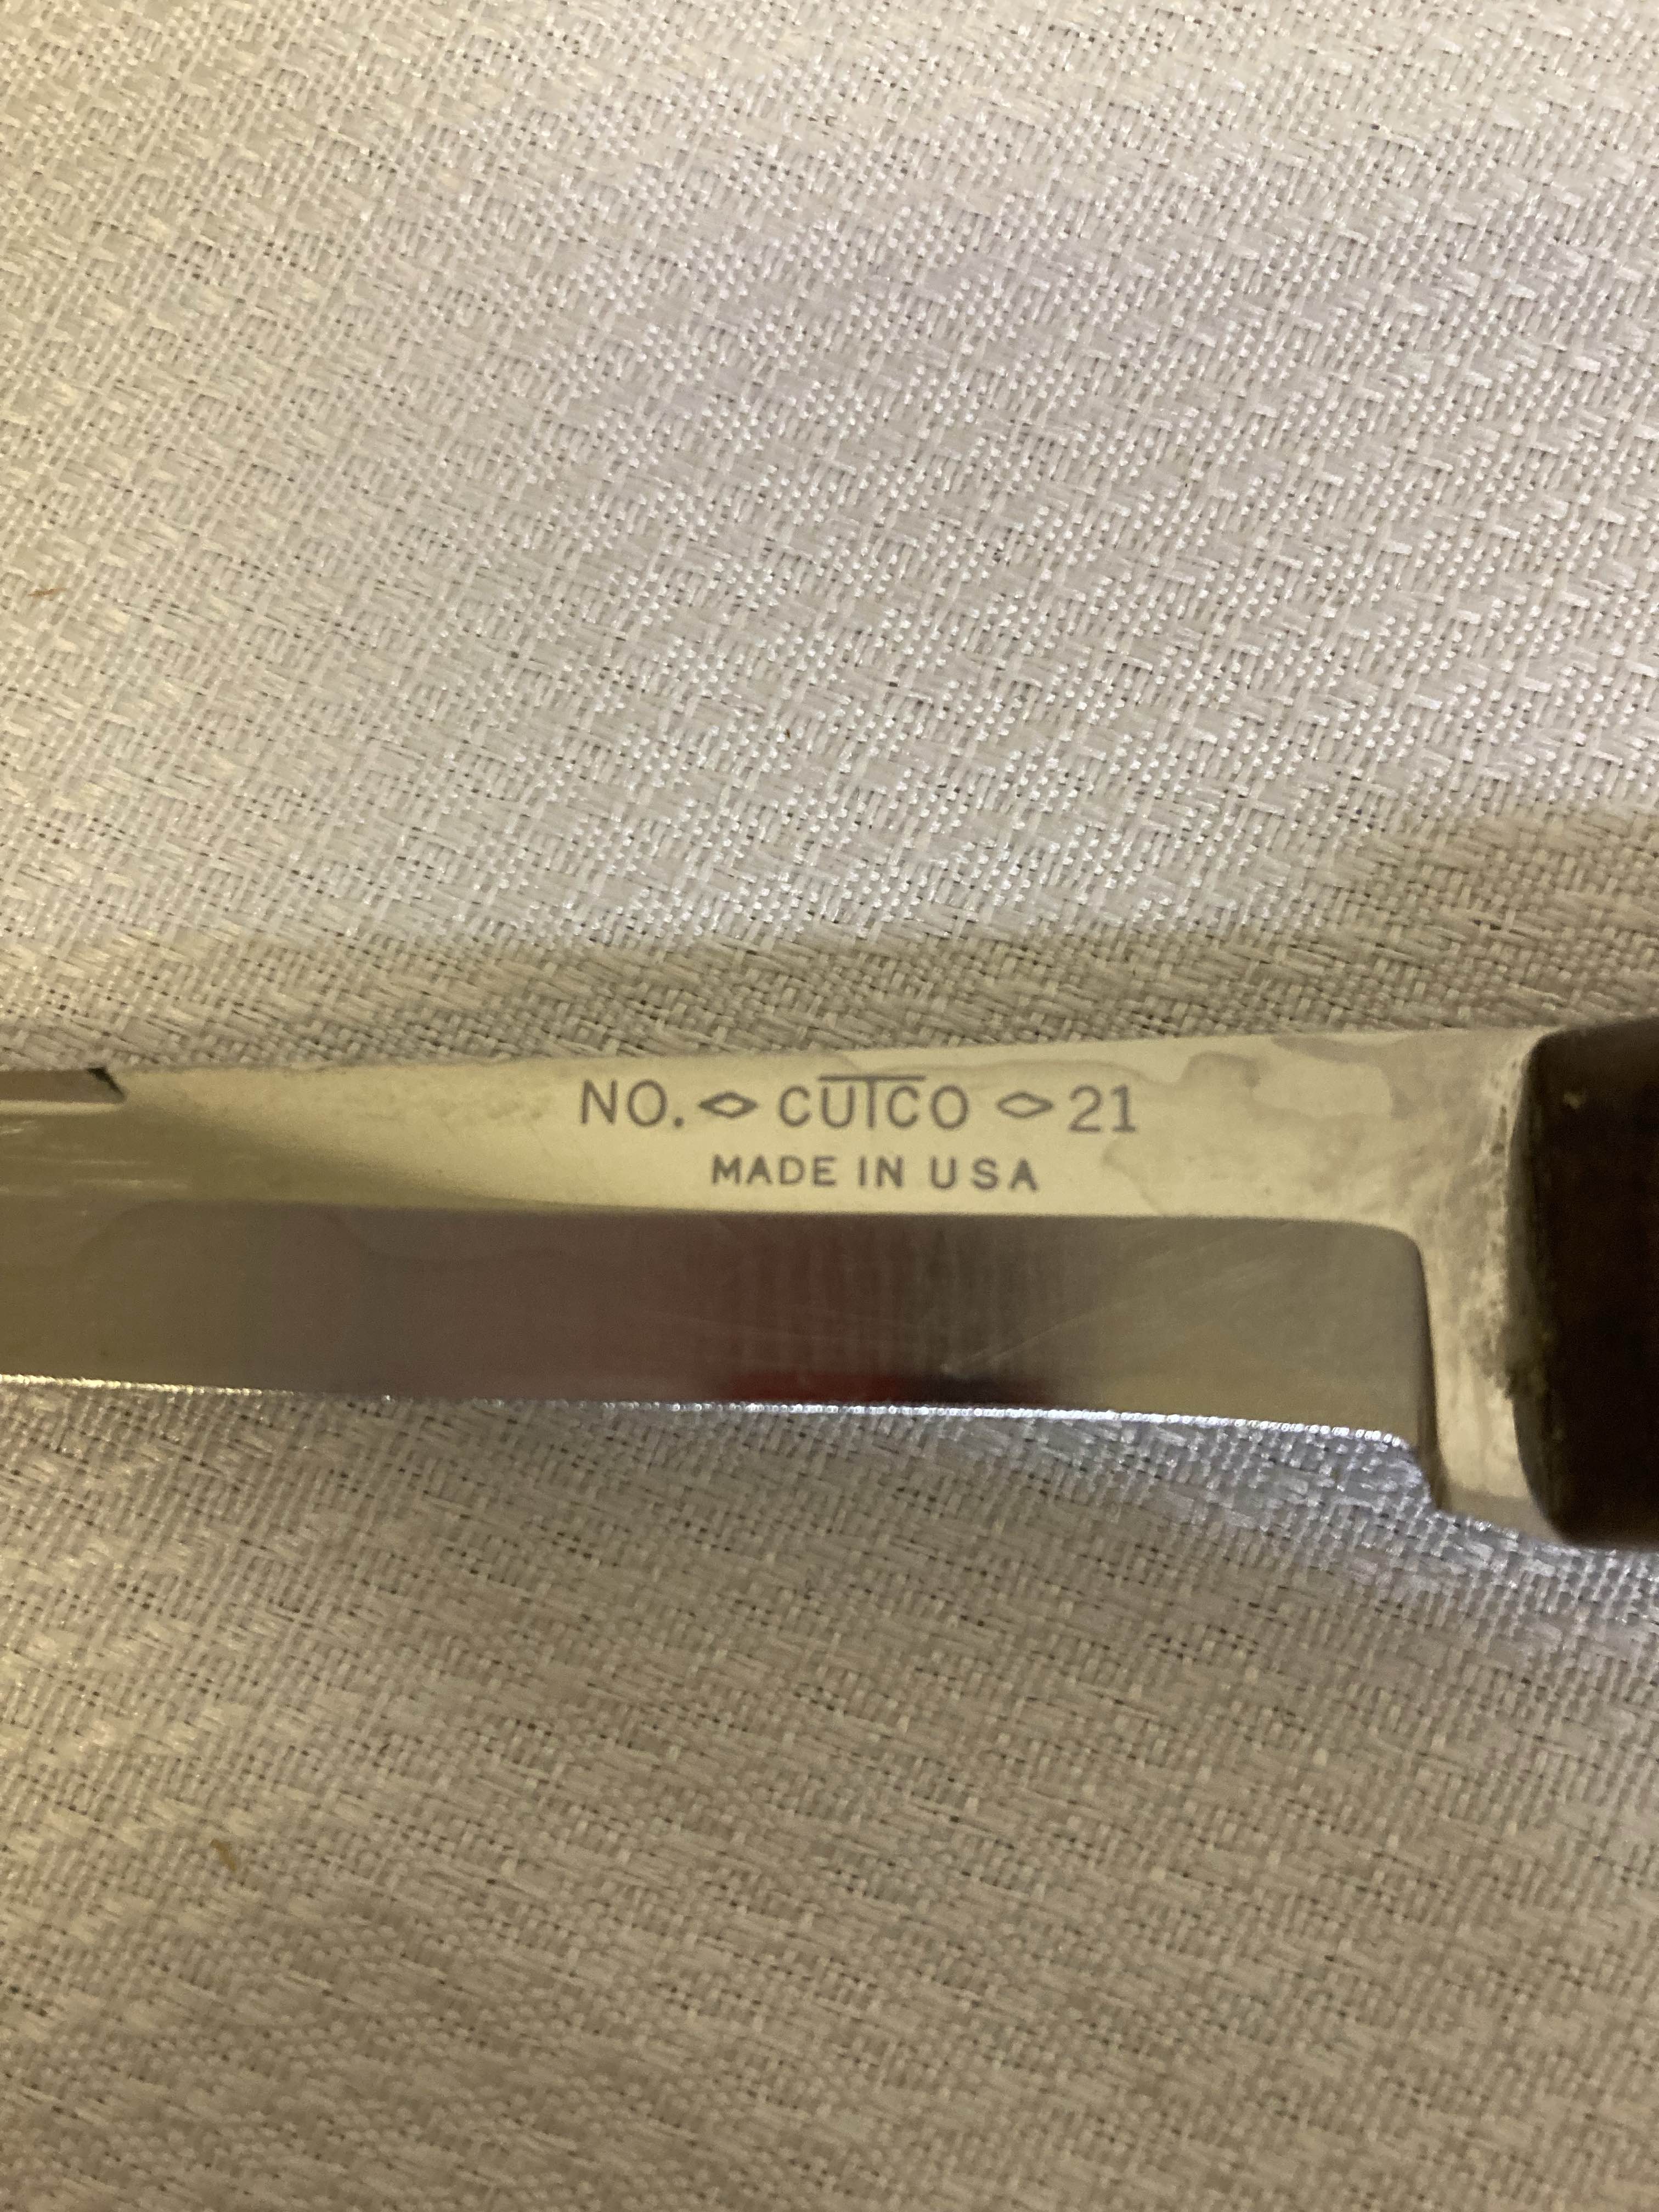 NO. ◇ CUTCO ◇ 21
MADE IN USA